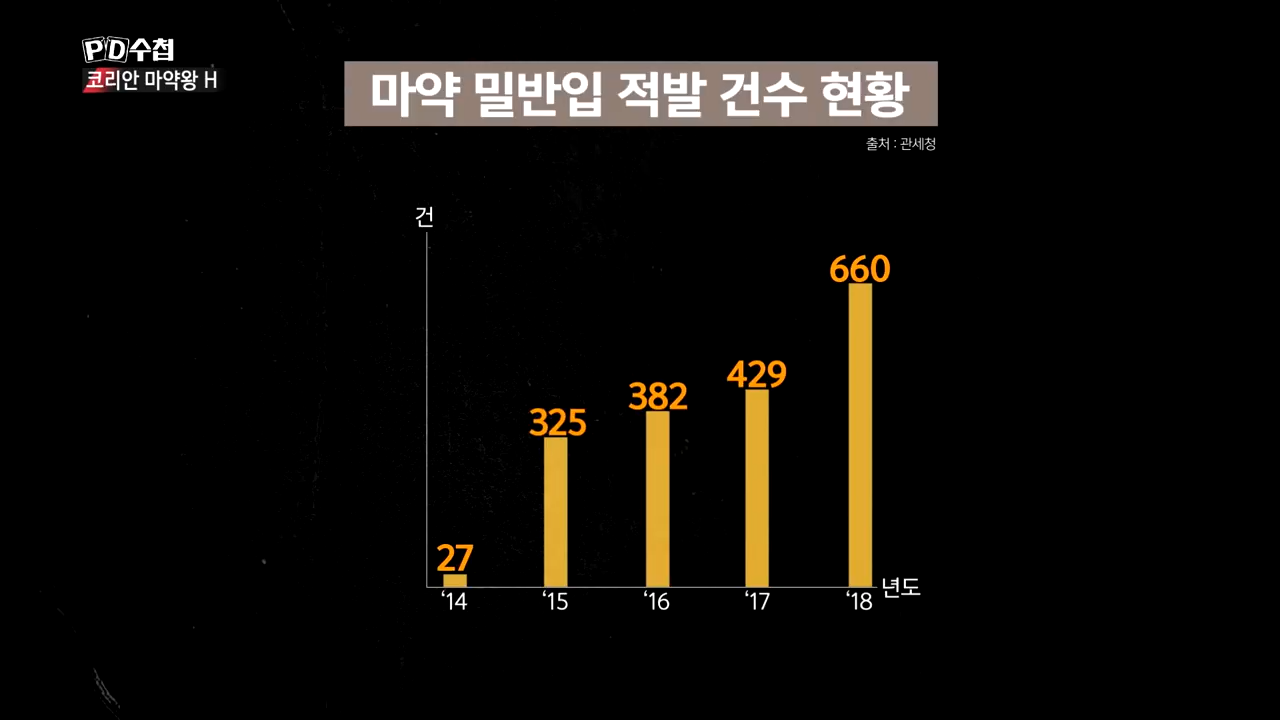 PD수첩
코리안 마약왕 H
마약 밀반입 적발 건수 현황
출처 : 관세청
건
27
325
382
429
660
‘14
‘15
‘16
‘17
‘18
년도